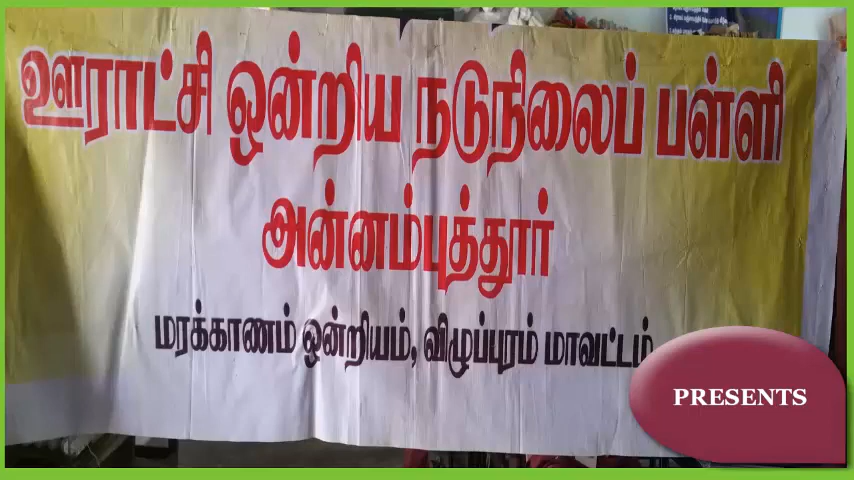 ஊராட்சி ஒன்றிய நடுநிலைப் பள்ளி
அன்னம்புத்தூர்
மரக்காணம் ஒன்றியம், விழுப்புரம் மாவட்டம்
PRESENTS